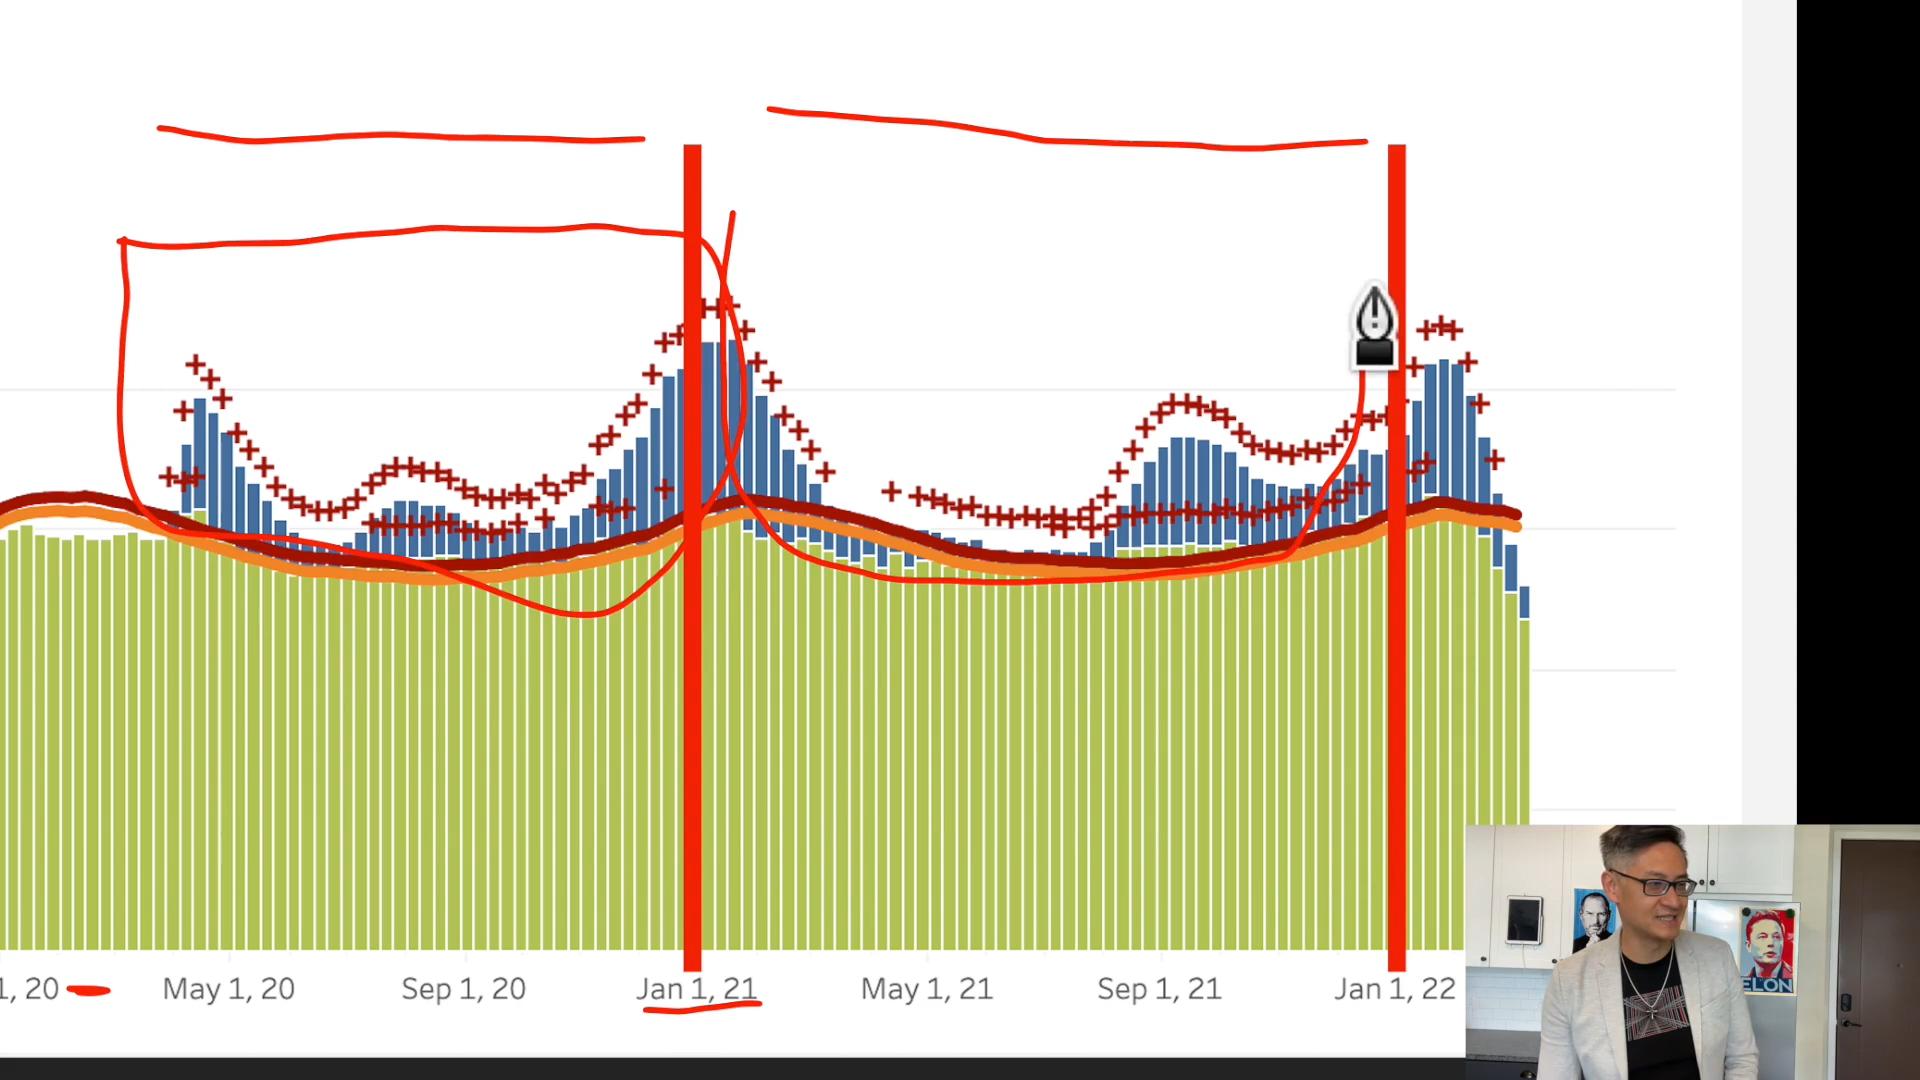 1, 20
May 1, 20
Sep 1, 20
Jan 1, 21
May 1, 21
Sep 1, 21
Jan 1, 22
ELON